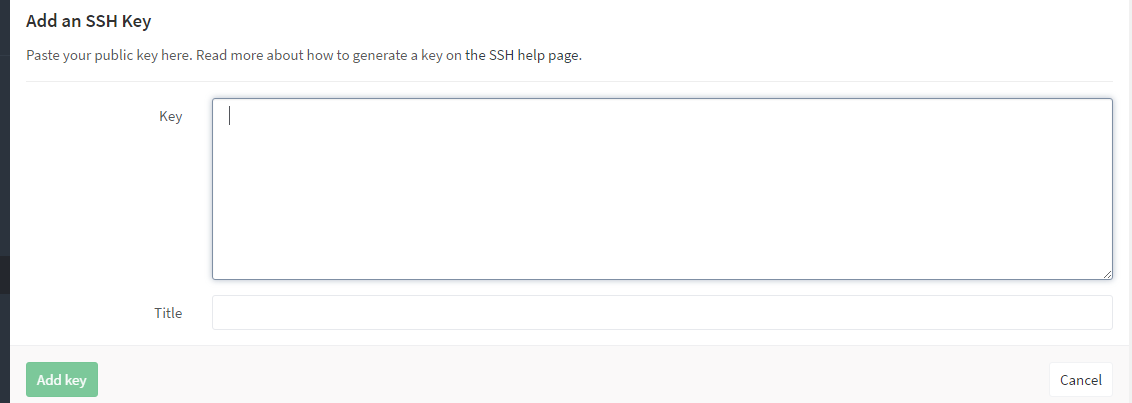 Add an SSH Key
Paste your public key here. Read more about how to generate a key on the SSH help page.
Key
Title
Add key
Cancel